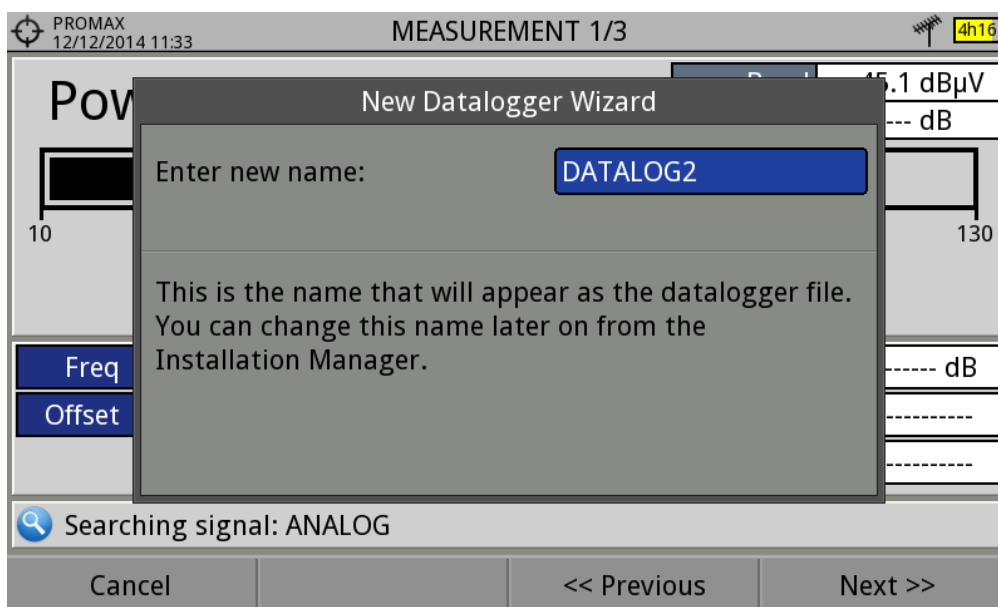 PROMAX
12/12/2014 11:33
MEASUREMENT 1/3
4h16
Pow
.1 dBµV
--- dB
New Datalogger Wizard
Enter new name:
DATALOG2
10
130
This is the name that will appear as the datalogger file.
You can change this name later on from the
Installation Manager.
Freq
------ dB
Offset
----------
----------
Searching signal: ANALOG
Cancel
<< Previous
Next >>